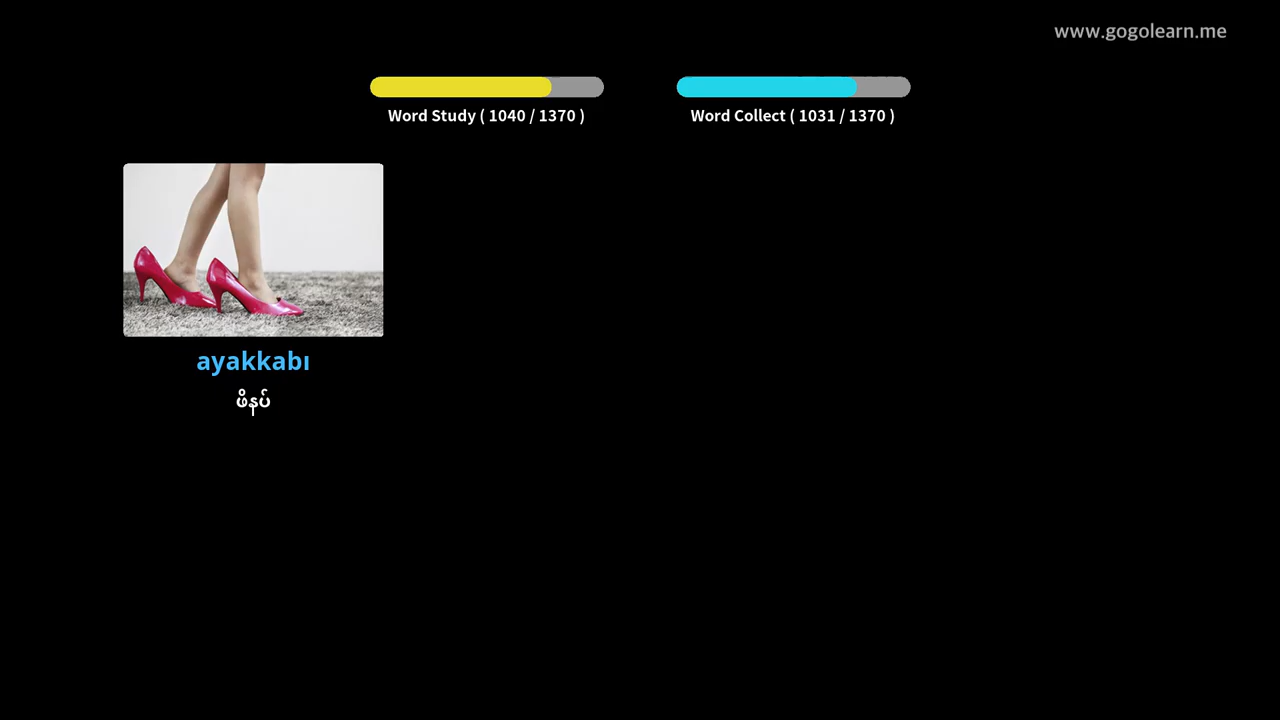 www.gogolearn.me
Word Study ( 1040 / 1370 )
Word Collect ( 1031 / 1370 )
ayakkabı
ဖိနပ်